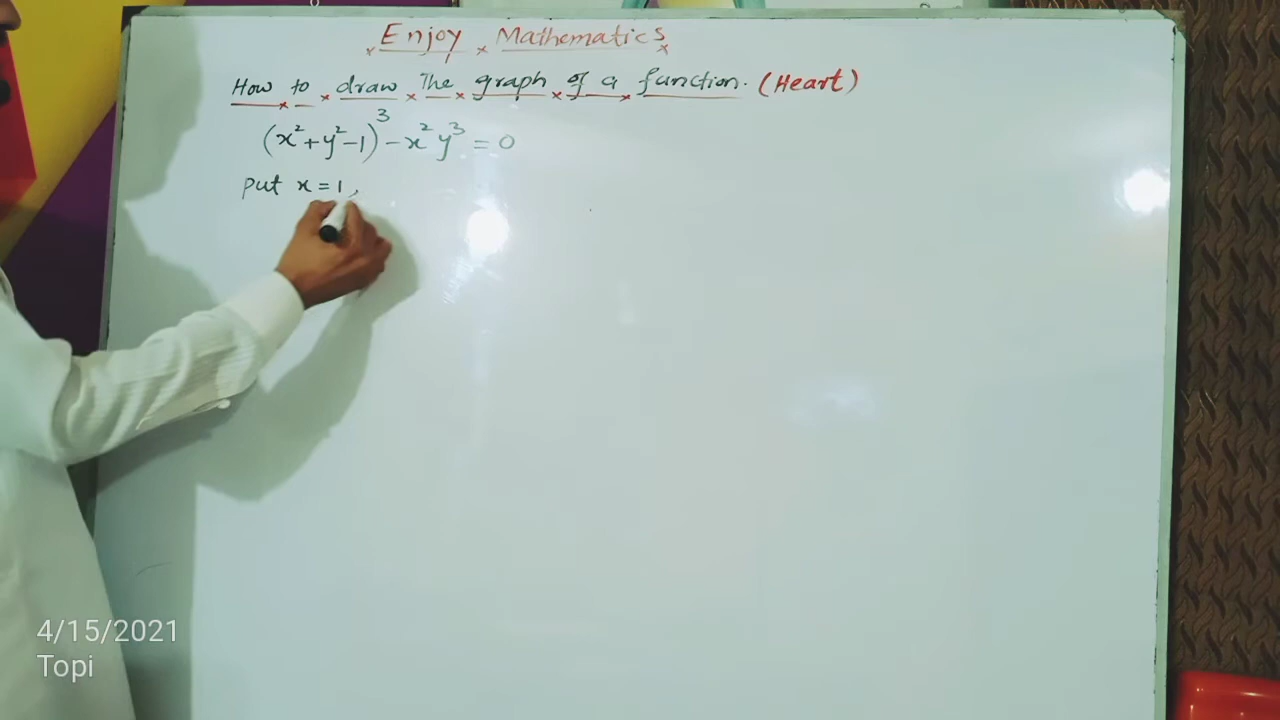 Enjoy Mathematics
How to draw The graph of a function. (Heart)
(x²+y²-1)³-x²y³=0
put x=1,
4/15/2021
Topi